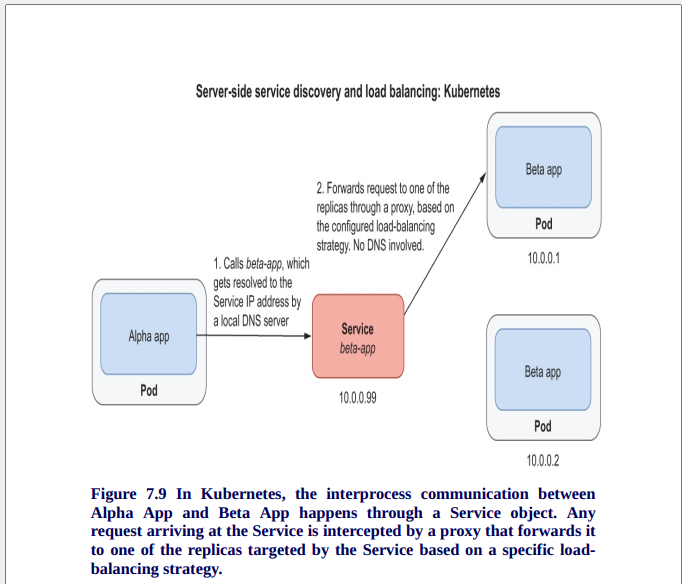 Server-side service discovery and load balancing: Kubernetes
Beta app
Pod
10.0.0.1
2. Forwards request to one of the
replicas through a proxy, based on
the configured load-balancing
strategy. No DNS involved.
1. Calls beta-app, which
gets resolved to the
Service IP address by
a local DNS server
Alpha app
Pod
Service
beta-app
10.0.0.99
Beta app
Pod
10.0.0.2
Figure 7.9 In Kubernetes, the interprocess communication between
Alpha App and Beta App happens through a Service object. Any
request arriving at the Service is intercepted by a proxy that forwards it
to one of the replicas targeted by the Service based on a specific load-
balancing strategy.